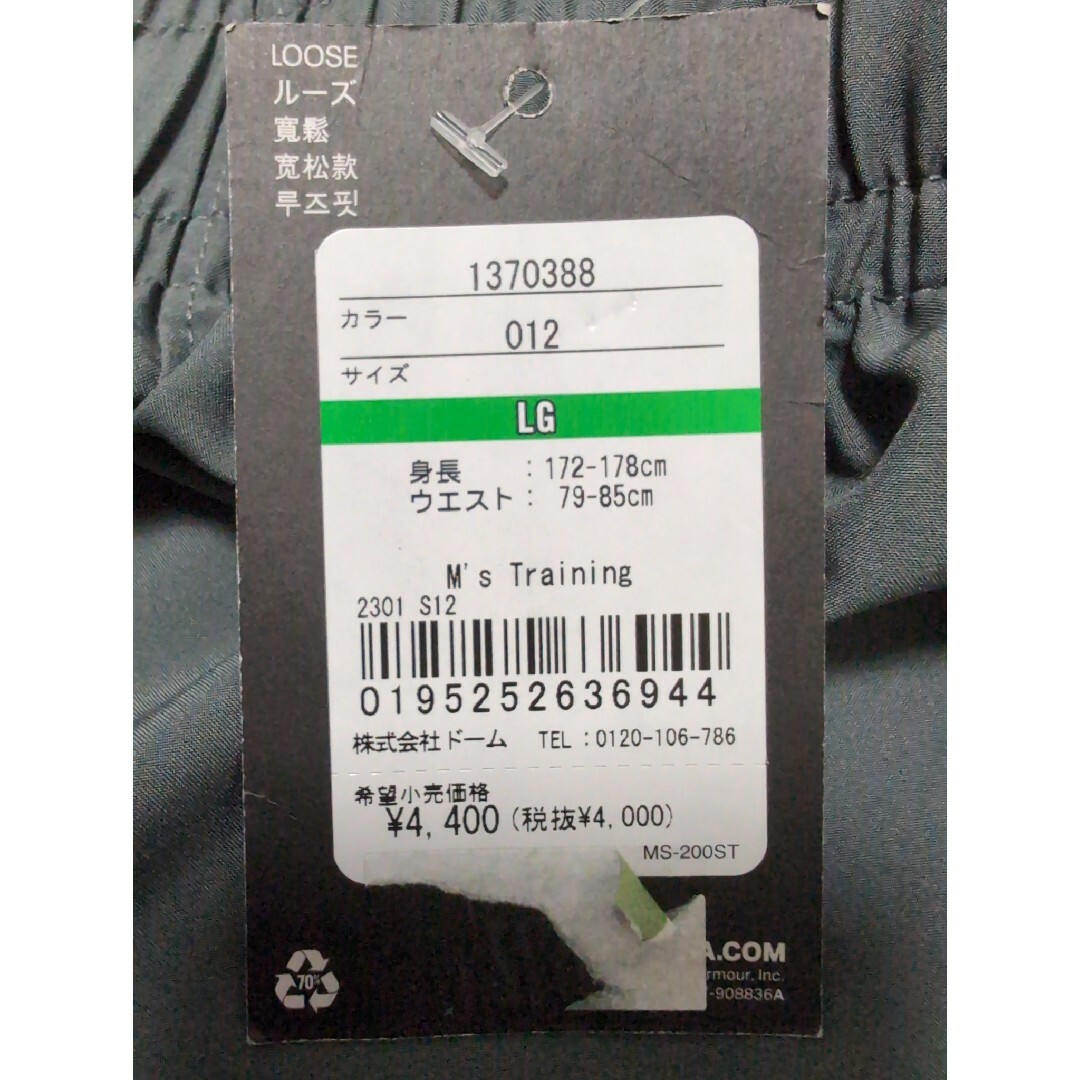 LOOSE
ルーズ
寬鬆
宽松款
루즈핏
1370388
カラー
012
サイズ
LG
身長 : 172-178cm
ウエスト : 79-85cm
M's Training
2301 S12
0195252636944
株式会社ドーム TEL : 0120-106-786
希望小売価格
¥4,400 (税抜¥4,000)
MS-200ST
A.COM
rmour, Inc.
-908836A
70%